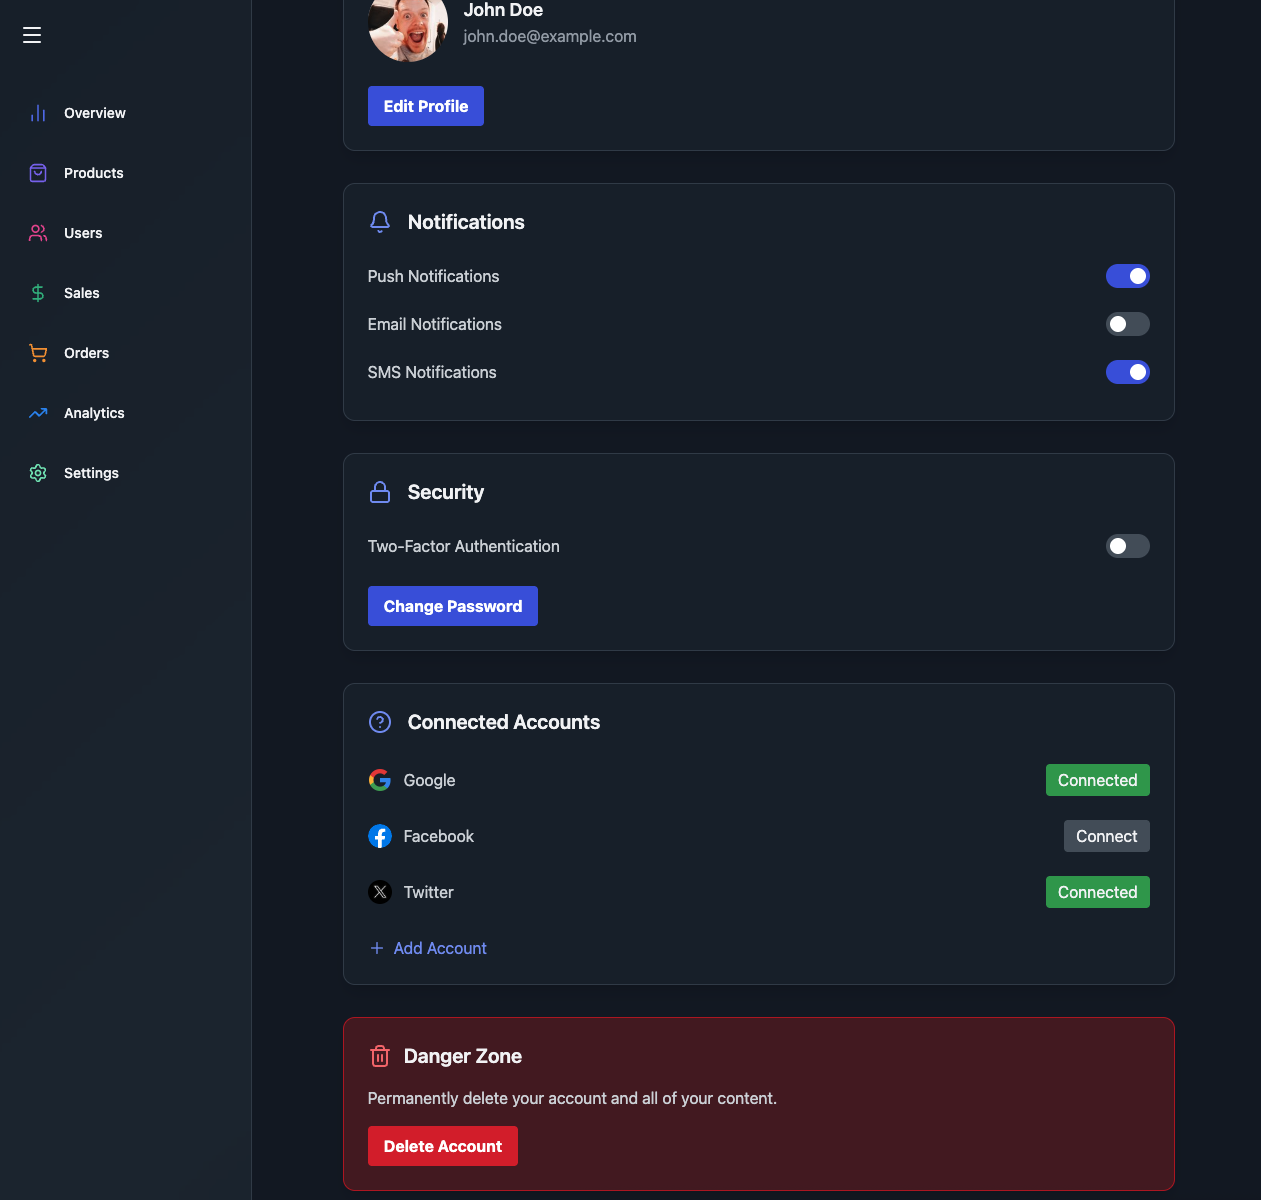 John Doe
john.doe@example.com
Edit Profile
Overview
Products
Users
Sales
Orders
Analytics
Settings
Notifications
Push Notifications
Email Notifications
SMS Notifications
Security
Two-Factor Authentication
Change Password
Connected Accounts
Google
Connected
Facebook
Connect
Twitter
Connected
Add Account
Danger Zone
Permanently delete your account and all of your content.
Delete Account